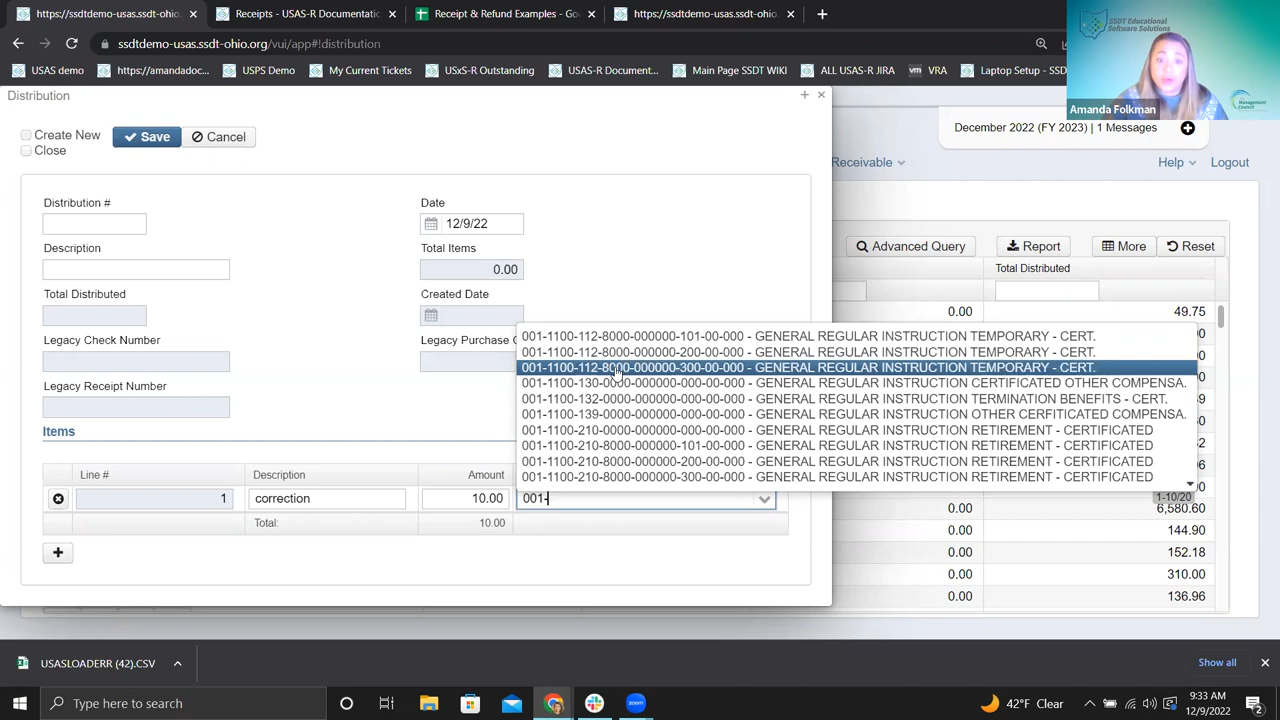 https://ssdtdemo-usas.ssdt-ohio.org
Receipts - USAS-R Documentatic
Receipt & Refund Examples - Go
https://ssdtdemo-usas.ssdt-ohio.org
ssdtdemo-usas.ssdt-ohio.org/vui/app#!distribution
USAS demo
https://amandadoc...
USPS Demo
My Current Tickets
USxS-R Outstanding
USAS-R Document...
Main Page SSDT WIKI
ALL USAS-R JIRA
vm VRA
Laptop Setup - SSD
SSDT Educational
Software Solutions
Management
Council
Amanda Folkman
Distribution
December 2022 (FY 2023) | 1 Messages
Create New
Close
Save
Cancel
Receivable
Help
Logout
Distribution #
Date
12/9/22
Description
Total Items
0.00
Total Distributed
Created Date
Legacy Check Number
Legacy Purchase O
Legacy Receipt Number
Advanced Query
Report
More
Reset
Total Distributed
0.00 49.75
001-1100-112-8000-000000-101-00-000 - GENERAL REGULAR INSTRUCTION TEMPORARY - CERT.
001-1100-112-8000-000000-200-00-000 - GENERAL REGULAR INSTRUCTION TEMPORARY - CERT.
001-1100-112-8000-000000-300-00-000 - GENERAL REGULAR INSTRUCTION TEMPORARY - CERT.
001-1100-130-0000-000000-000-00-000 - GENERAL REGULAR INSTRUCTION CERTIFICATED OTHER COMPENSA.
001-1100-132-0000-000000-000-00-000 - GENERAL REGULAR INSTRUCTION TERMINATION BENEFITS - CERT.
001-1100-139-0000-000000-000-00-000 - GENERAL REGULAR INSTRUCTION OTHER CERFITICATED COMPENSA.
001-1100-210-0000-000000-000-00-000 - GENERAL REGULAR INSTRUCTION RETIREMENT - CERTIFICATED
001-1100-210-8000-000000-101-00-000 - GENERAL REGULAR INSTRUCTION RETIREMENT - CERTIFICATED
001-1100-210-8000-000000-200-00-000 - GENERAL REGULAR INSTRUCTION RETIREMENT - CERTIFICATED
001-1100-210-8000-000000-300-00-000 - GENERAL REGULAR INSTRUCTION RETIREMENT - CERTIFICATED
1-10/20
Items
Line #
Description
Amount
1
correction
10.00
001-
Total:
10.00
0.00 6,580.60
0.00 144.90
0.00 152.18
0.00 310.00
0.00 136.96
USASLOADERR (42).CSV
Show all
Type here to search
zoom
42°F Clear
9:33 AM
12/9/2022
2